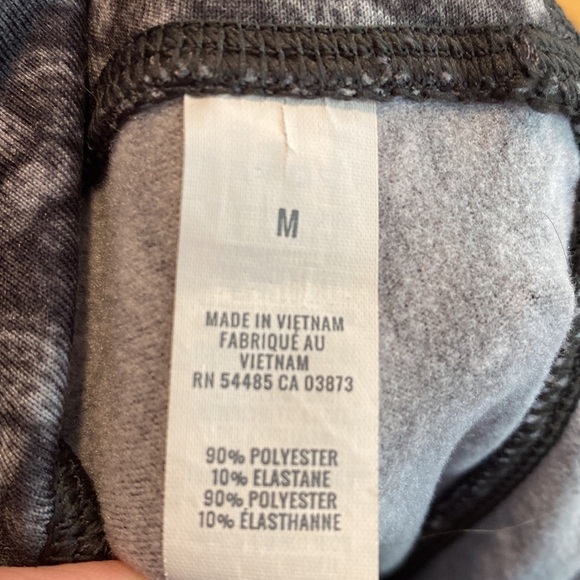 M
MADE IN VIETNAM
FABRIQUÉ AU
VIETNAM
RN 54485 CA 03873
90% POLYESTER
10% ELASTANE
90% POLYESTER
10% ÉLASTHANNE